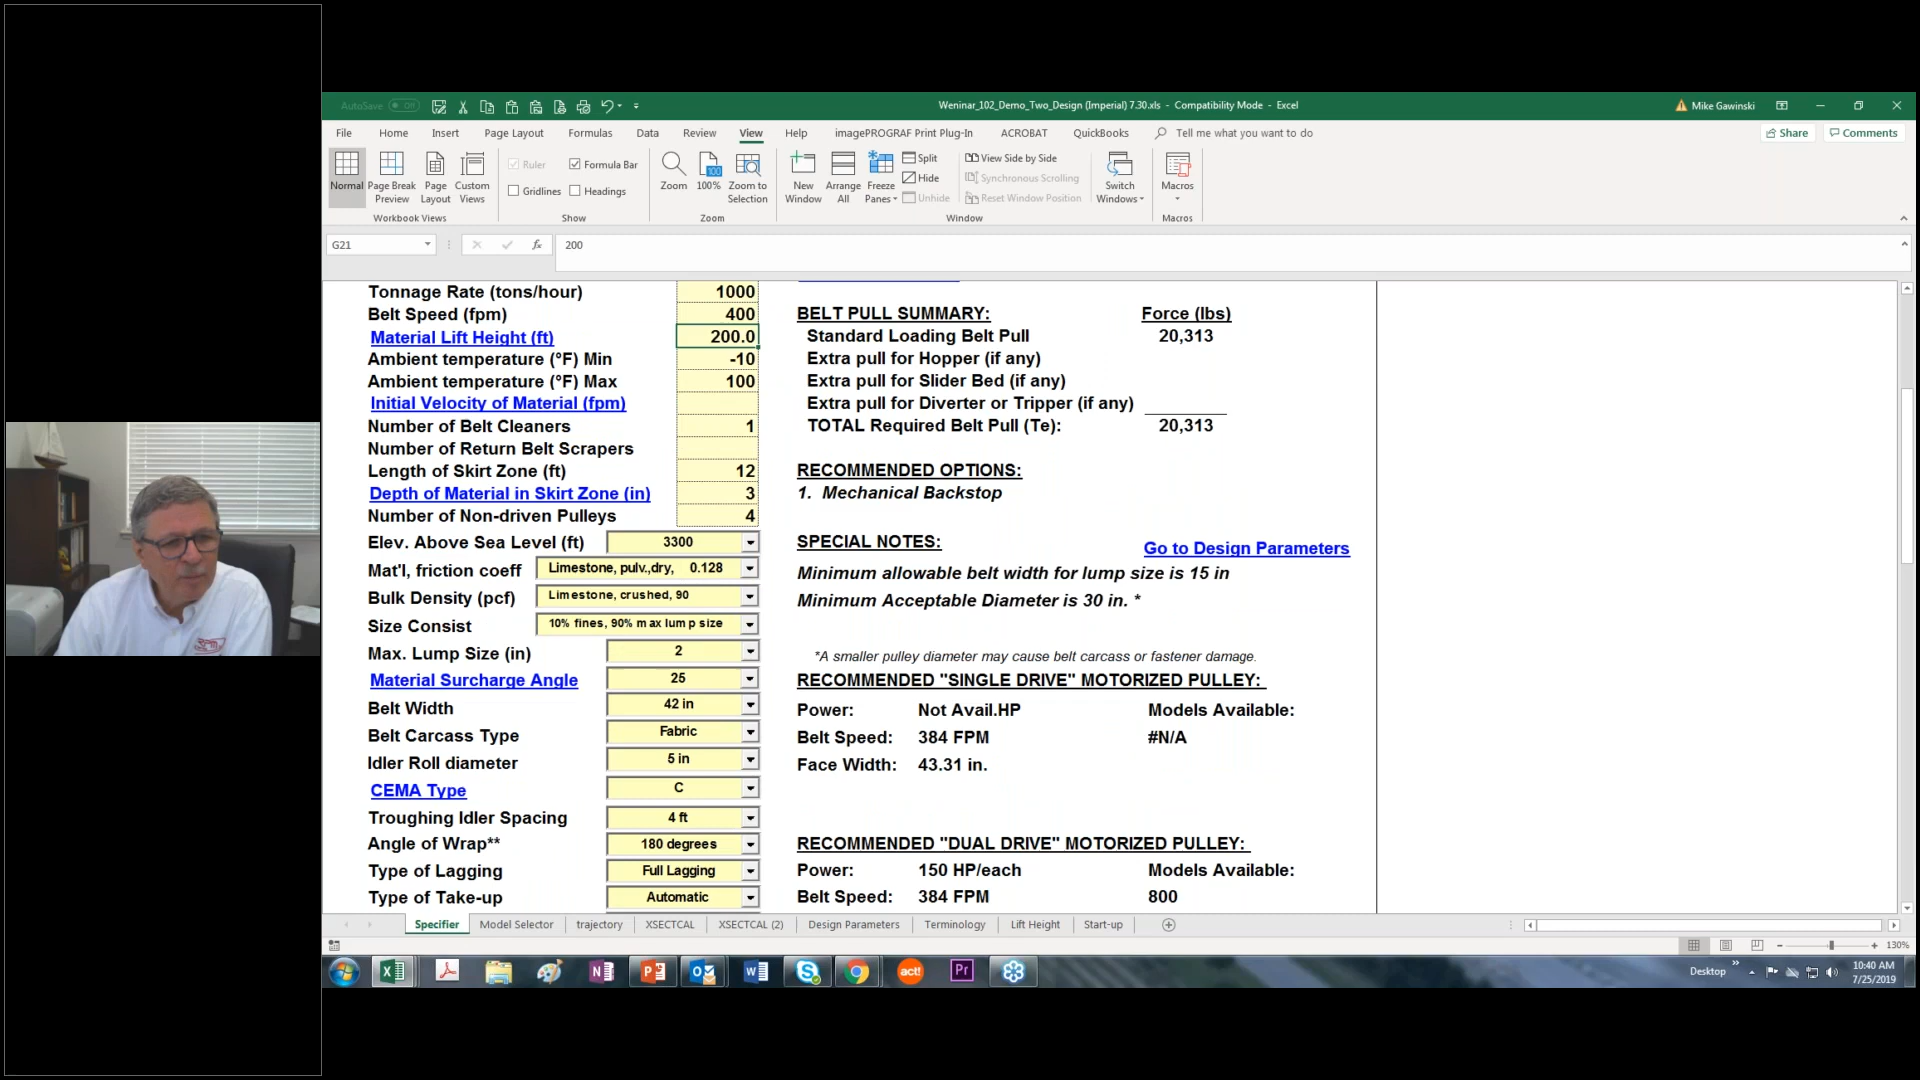 AutoSave Off
Weninar_102_Demo_Two_Design (Imperial) 7.30.xls - Compatibility Mode - Excel
Mike Gawinski
File Home Insert Page Layout Formulas Data Review View Help imagePROGRAF Print Plug-In ACROBAT QuickBooks Tell me what you want to do
Share Comments
Normal
Page Break Preview
Page Layout
Custom Views
Workbook Views
Ruler
Formula Bar
Gridlines
Headings
Show
Zoom
100%
Zoom to Selection
Zoom
New Window
Arrange All
Freeze Panes
Split
Hide
Unhide
View Side by Side
Synchronous Scrolling
Reset Window Position
Window
Switch Windows
Macros
Macros
G21
fx
200
Tonnage Rate (tons/hour) 1000
Belt Speed (fpm) 400
Material Lift Height (ft) 200.0
Ambient temperature (°F) Min -10
Ambient temperature (°F) Max 100
Initial Velocity of Material (fpm)
Number of Belt Cleaners 1
Number of Return Belt Scrapers
Length of Skirt Zone (ft) 12
Depth of Material in Skirt Zone (in) 3
Number of Non-driven Pulleys 4
Elev. Above Sea Level (ft) 3300
Mat'l, friction coeff Limestone, pulv.,dry, 0.128
Bulk Density (pcf) Limestone, crushed, 90
Size Consist 10% fines, 90% max lump size
Max. Lump Size (in) 2
Material Surcharge Angle 25
Belt Width 42 in
Belt Carcass Type Fabric
Idler Roll diameter 5 in
CEMA Type C
Troughing Idler Spacing 4 ft
Angle of Wrap** 180 degrees
Type of Lagging Full Lagging
Type of Take-up Automatic
BELT PULL SUMMARY: Force (lbs)
Standard Loading Belt Pull 20,313
Extra pull for Hopper (if any)
Extra pull for Slider Bed (if any)
Extra pull for Diverter or Tripper (if any)
TOTAL Required Belt Pull (Te): 20,313
RECOMMENDED OPTIONS:
1. Mechanical Backstop
SPECIAL NOTES:
Go to Design Parameters
Minimum allowable belt width for lump size is 15 in
Minimum Acceptable Diameter is 30 in. *
*A smaller pulley diameter may cause belt carcass or fastener damage.
RECOMMENDED "SINGLE DRIVE" MOTORIZED PULLEY:
Power: Not Avail.HP Models Available:
Belt Speed: 384 FPM #N/A
Face Width: 43.31 in.
RECOMMENDED "DUAL DRIVE" MOTORIZED PULLEY:
Power: 150 HP/each Models Available:
Belt Speed: 384 FPM 800
Specifier Model Selector trajectory XSECTCAL XSECTCAL (2) Design Parameters Terminology Lift Height Start-up
130%
act!
Pr
Desktop
10:40 AM
7/25/2019